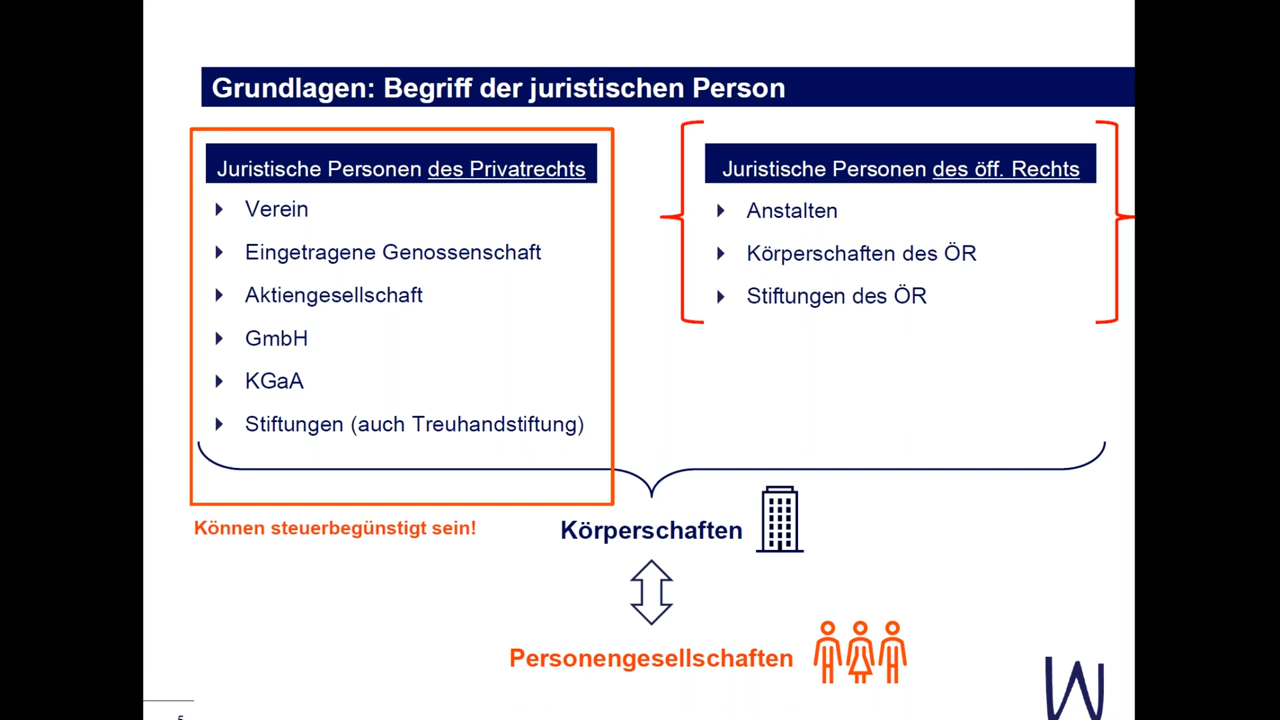 Grundlagen: Begriff der juristischen Person
Juristische Personen des Privatrechts
Verein
Eingetragene Genossenschaft
Aktiengesellschaft
GmbH
KGaA
Stiftungen (auch Treuhandstiftung)
Juristische Personen des öff. Rechts
Anstalten
Körperschaften des ÖR
Stiftungen des ÖR
Können steuerbegünstigt sein!
Körperschaften
Personengesellschaften
W
5